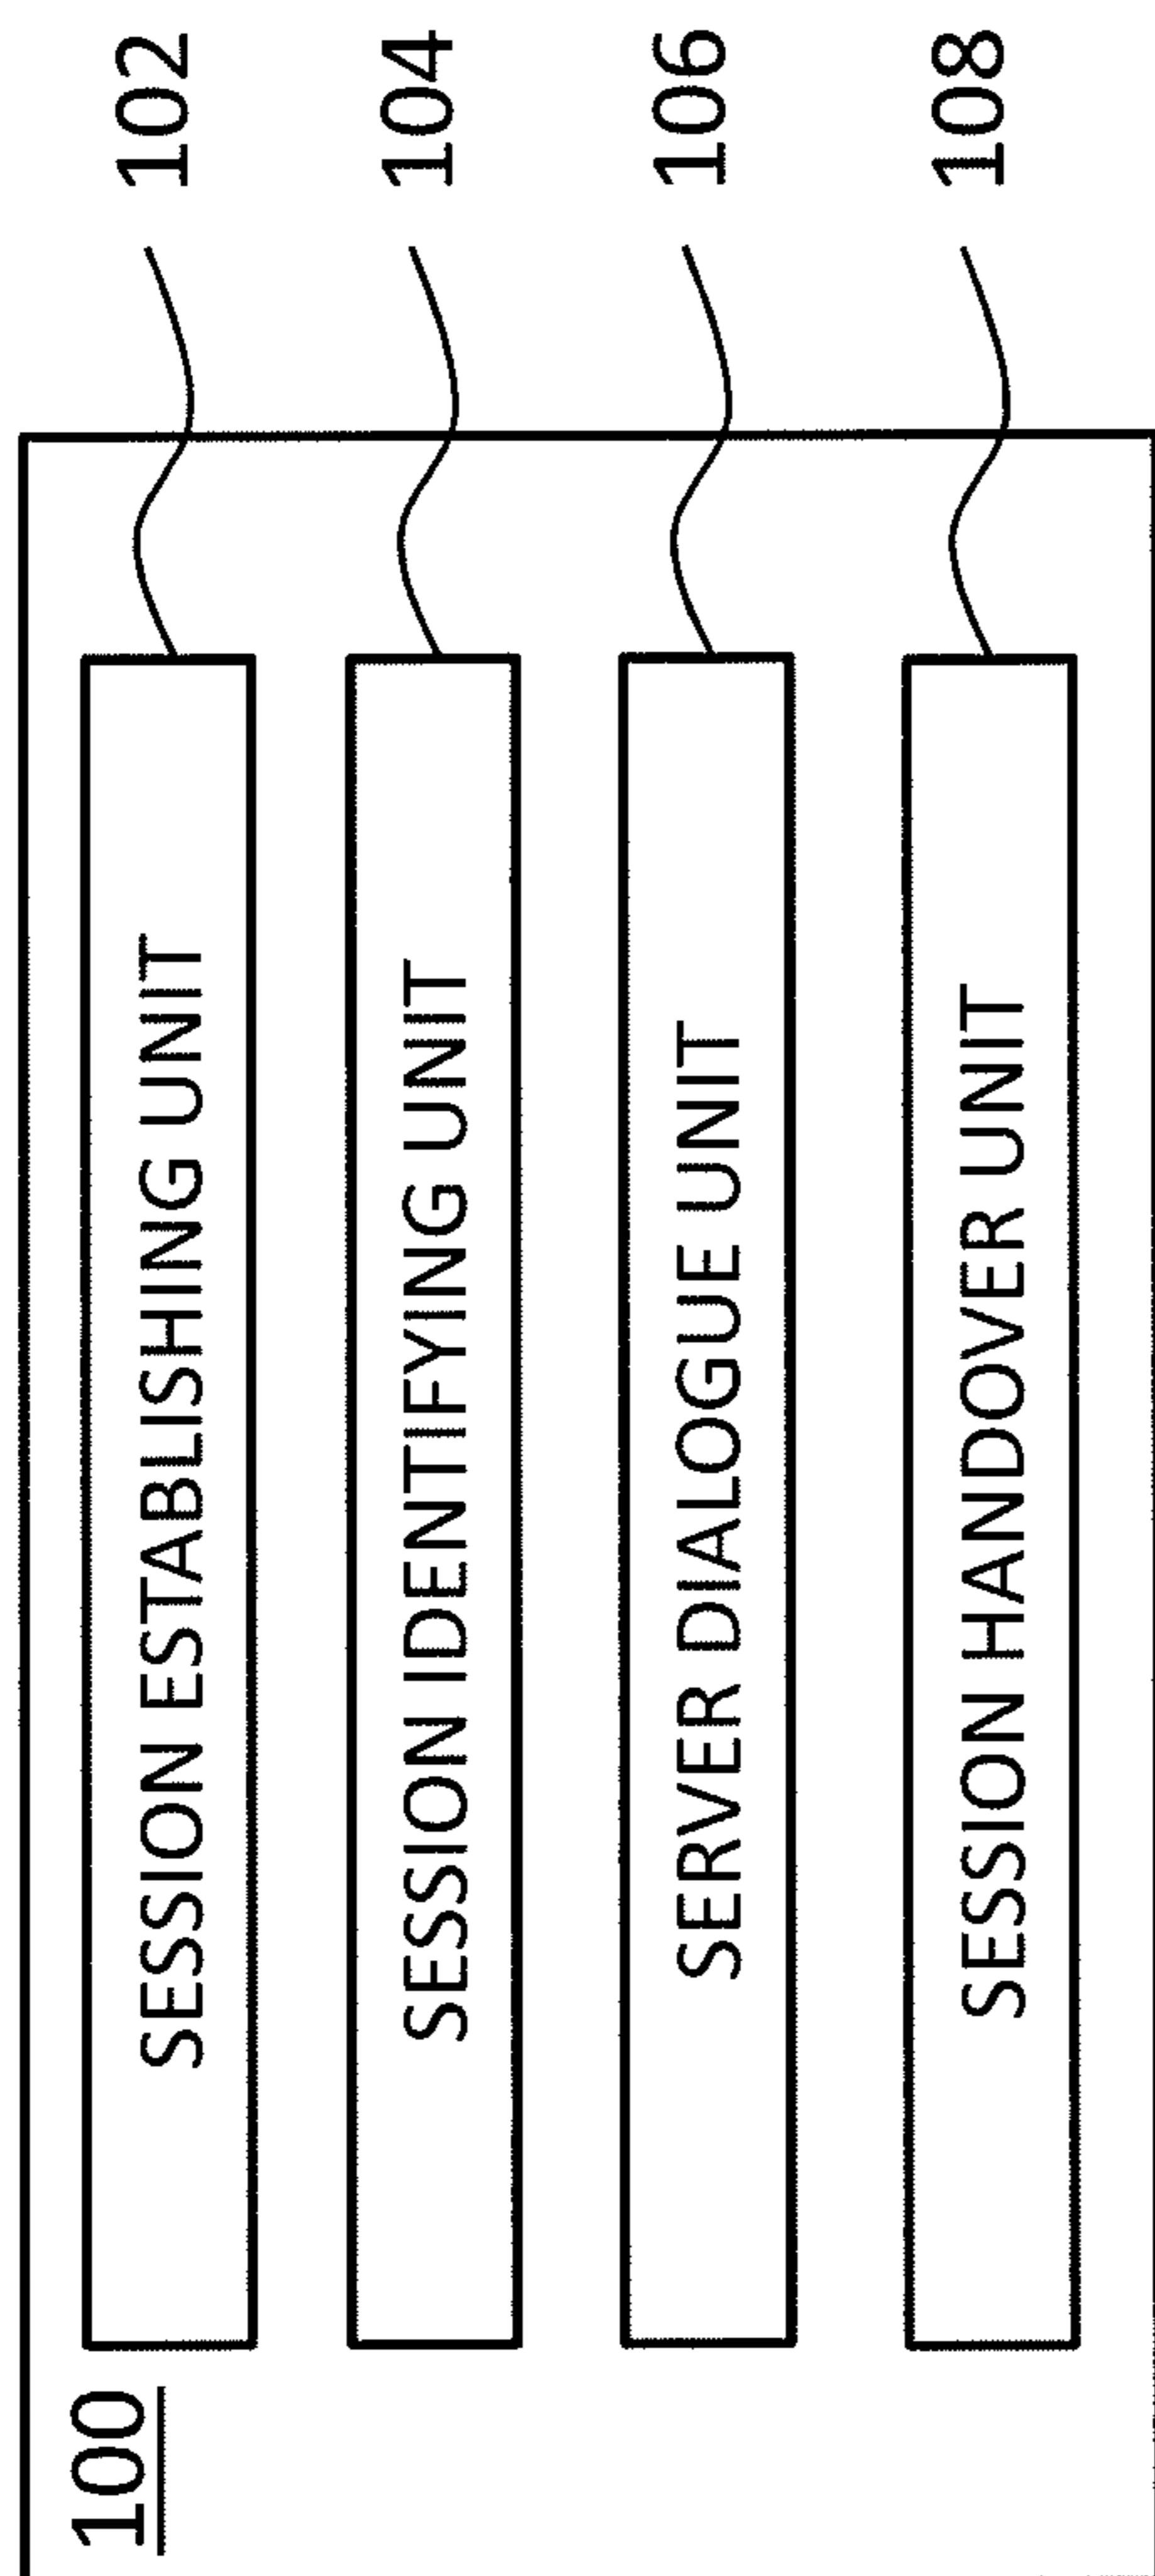 100
SESSION ESTABLISHING UNIT 102
SESSION IDENTIFYING UNIT 104
SERVER DIALOGUE UNIT 106
SESSION HANDOVER UNIT 108